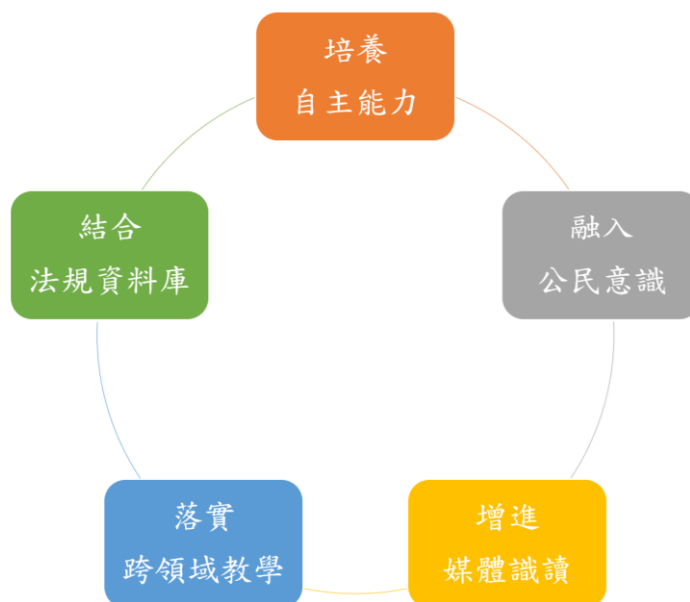 培養
自主能力
融入
公民意識
增進
媒體識讀
落實
跨領域教學
結合
法規資料庫